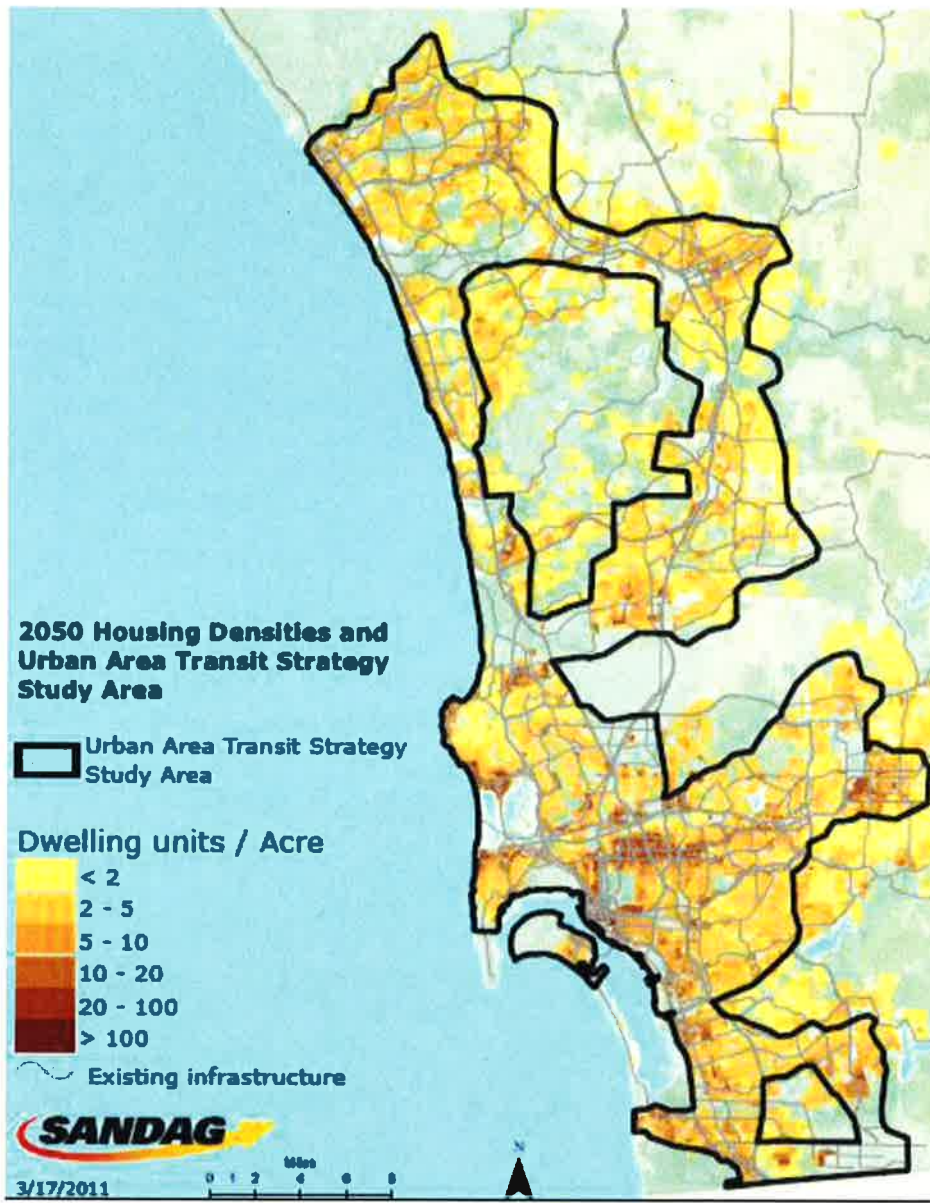 2050 Housing Densities and
Urban Area Transit Strategy
Study Area
Urban Area Transit Strategy
Study Area
Dwelling units / Acre
< 2
2 - 5
5 - 10
10 - 20
20 - 100
> 100
Existing infrastructure
SANDAG
3/17/2011
Miles
0 1 2 4 6 8
N